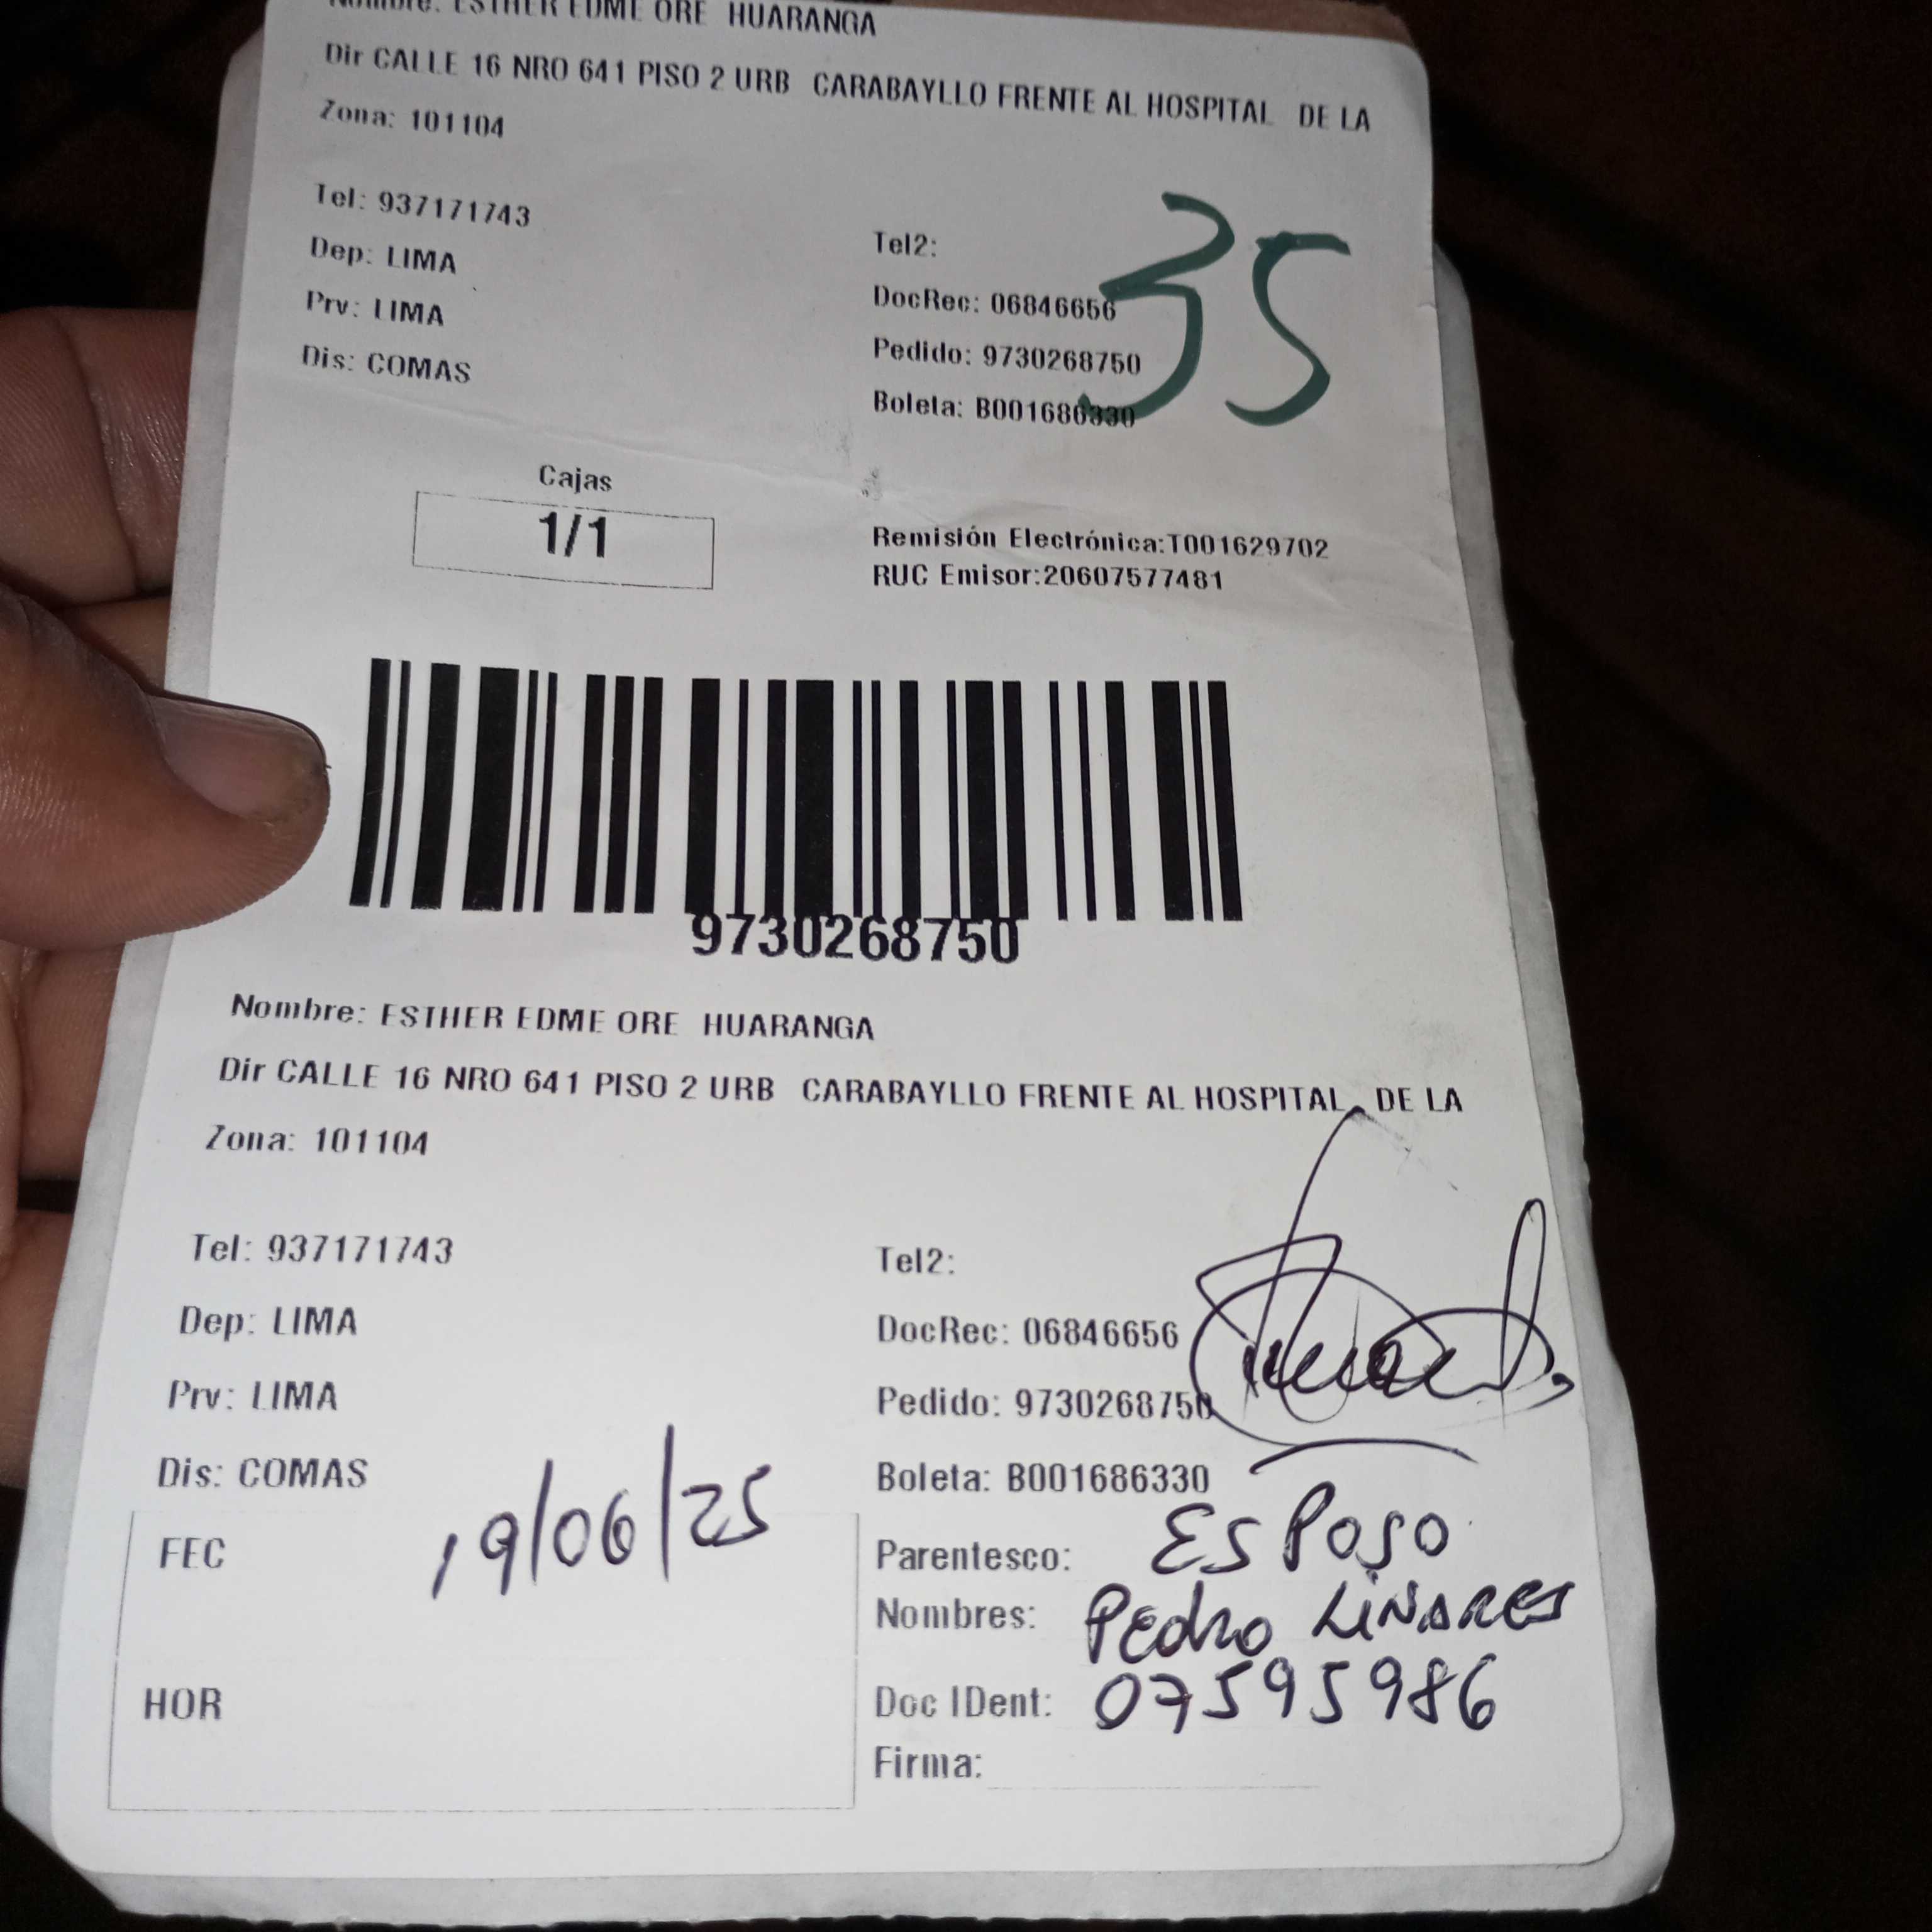 Nombre: ESTHER EDME ORE HUARANGA
Dir CALLE 16 NRO 641 PISO 2 URB CARABAYLLO FRENTE AL HOSPITAL DE LA
Zona: 101104
35
Tel: 937171743
Tel2:
Dep: LIMA
DocRec: 06846656
Prv: LIMA
Pedido: 9730268750
Dis: COMAS
Boleta: B001686330
Cajas
1/1
Remisión Electrónica:T001629702
RUC Emisor:20607577481
9730268750
Nombre: ESTHER EDME ORE HUARANGA
Dir CALLE 16 NRO 641 PISO 2 URB CARABAYLLO FRENTE AL HOSPITAL DE LA
Zona: 101104
Tel: 937171743
Tel2:
Dep: LIMA
DocRec: 06846656
Prv: LIMA
Pedido: 9730268750
Dis: COMAS
Boleta: B001686330
FEC 19/06/25
Parentesco: ESPOSO
Nombres: Pedro LINARES
HOR
Doc IDent: 07595986
Firma: